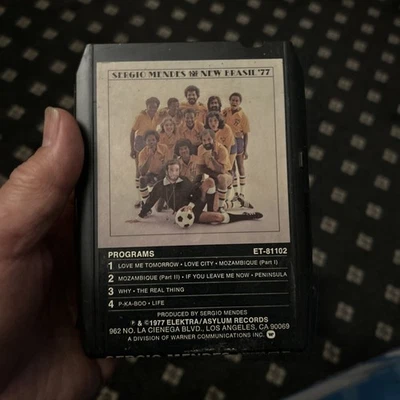 SERGIO MENDES AND THE NEW BRASIL '77
PROGRAMS ET-81102
1 LOVE ME TOMORROW • LOVE CITY • MOZAMBIQUE (Part I)
2 MOZAMBIQUE (Part II) • IF YOU LEAVE ME NOW • PENINSULA
3 WHY • THE REAL THING
4 P-KA-BOO • LIFE
PRODUCED BY SERGIO MENDES
℗ & ©1977 ELEKTRA/ASYLUM RECORDS
962 NO. LA CIENEGA BLVD., LOS ANGELES, CA 90069
A DIVISION OF WARNER COMMUNICATIONS INC.
SERGIO MENDES